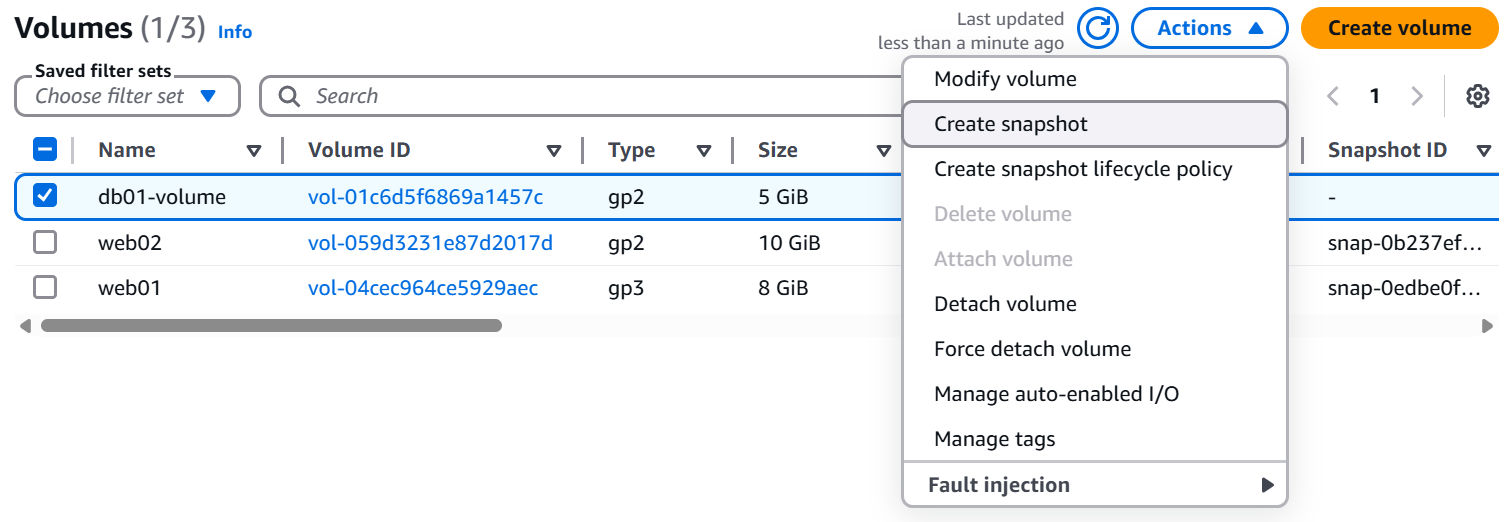 Volumes (1/3) Info
Last updated
less than a minute ago
Actions
Create volume
Saved filter sets
Choose filter set
Search
1
Name Volume ID Type Size Snapshot ID
db01-volume vol-01c6d5f6869a1457c gp2 5 GiB -
web02 vol-059d3231e87d2017d gp2 10 GiB snap-0b237ef...
web01 vol-04cec964ce5929aec gp3 8 GiB snap-0edbe0f...
Modify volume
Create snapshot
Create snapshot lifecycle policy
Delete volume
Attach volume
Detach volume
Force detach volume
Manage auto-enabled I/O
Manage tags
Fault injection